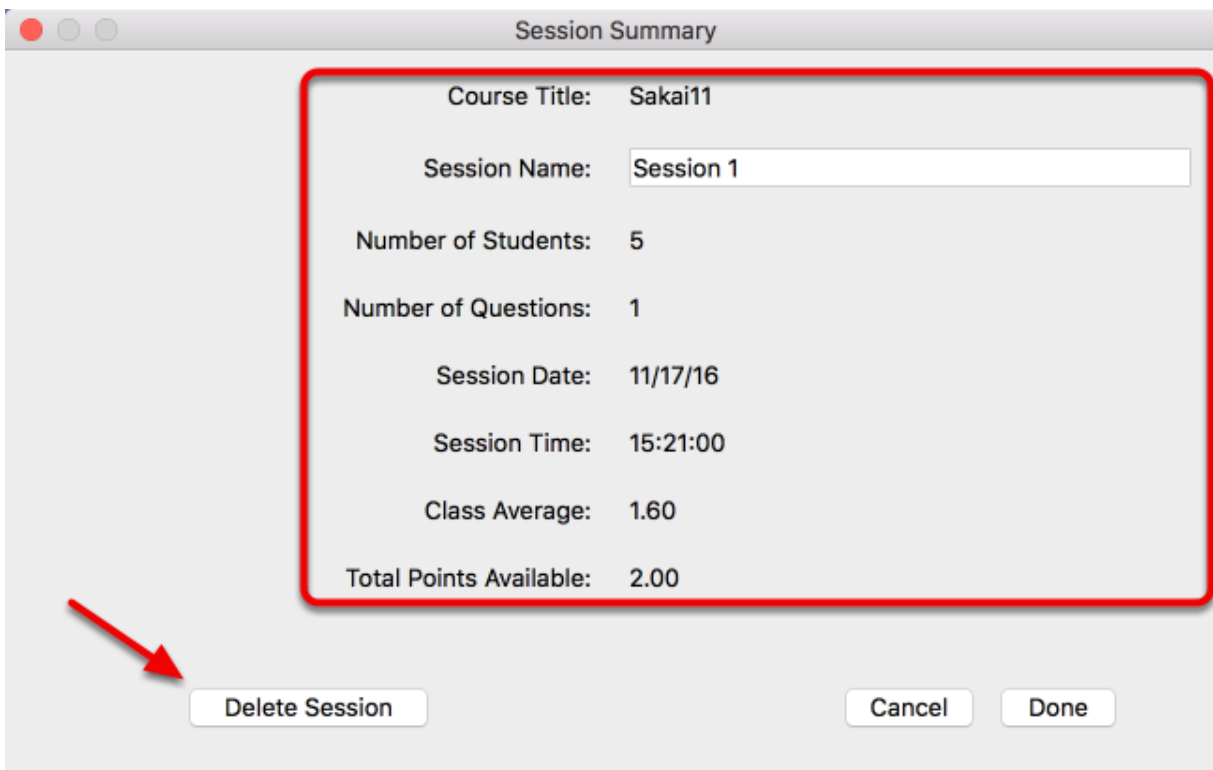 Session Summary
Course Title: Sakai11
Session Name: Session 1
Number of Students: 5
Number of Questions: 1
Session Date: 11/17/16
Session Time: 15:21:00
Class Average: 1.60
Total Points Available: 2.00
Delete Session Cancel Done